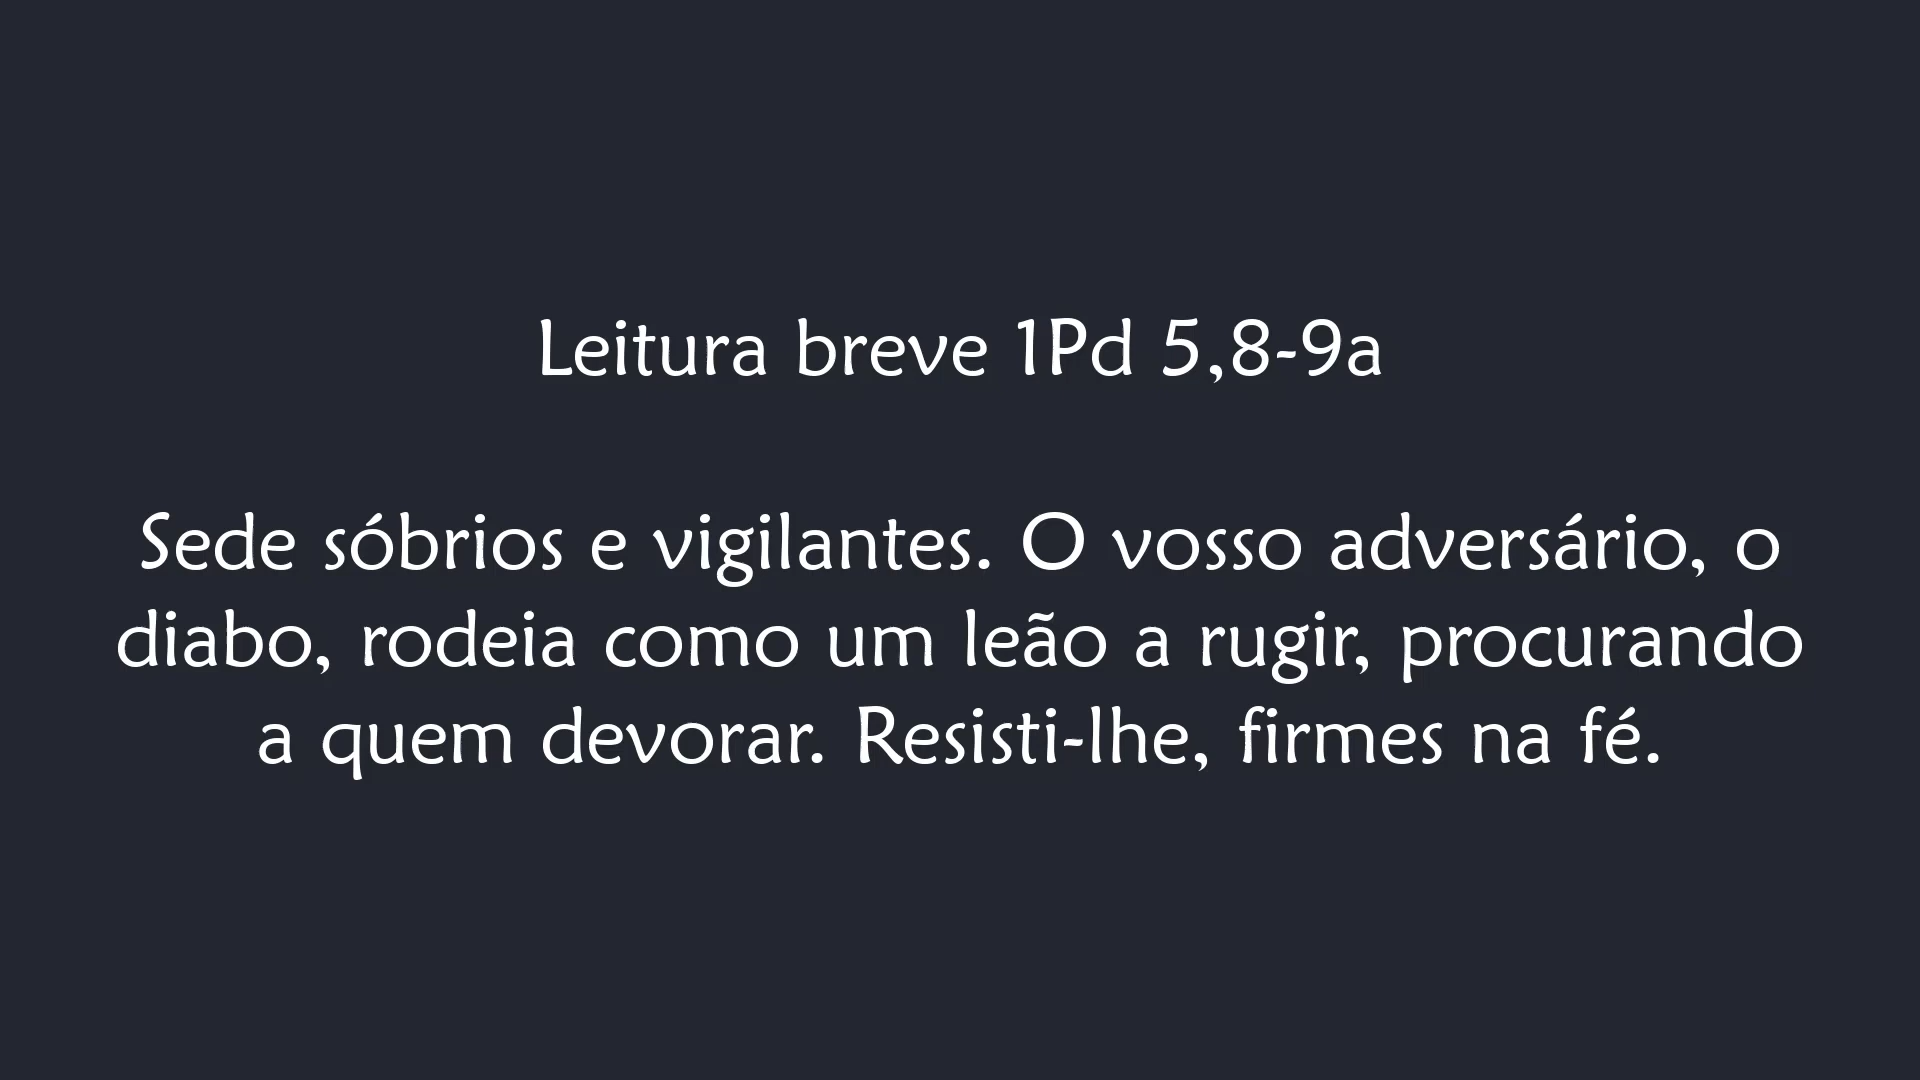 Leitura breve 1Pd 5,8-9a
Sede sóbrios e vigilantes. O vosso adversário, o
diabo, rodeia como um leão a rugir, procurando
a quem devorar. Resisti-lhe, firmes na fé.